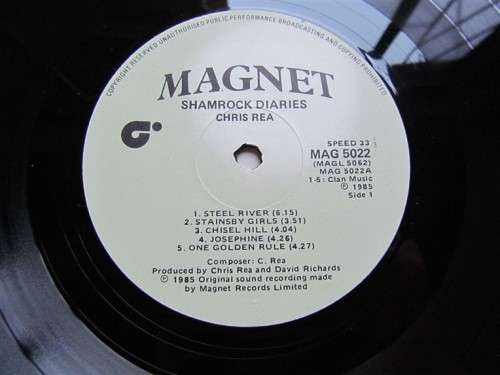 COPYRIGHT RESERVED UNAUTHORISED PUBLIC PERFORMANCE BROADCASTING AND COPYING PROHIBITED
MAGNET
SHAMROCK DIARIES
CHRIS REA
SPEED 33
MAG 5022
(MAGL 5062)
MAG 5022A
1-5: Clan Music
℗ 1985
Side 1
1. STEEL RIVER (6.15)
2. STAINSBY GIRLS (3.51)
3. CHISEL HILL (4.04)
4. JOSEPHINE (4.26)
5. ONE GOLDEN RULE (4.27)
Composer: C. Rea
Produced by Chris Rea and David Richards
℗ 1985 Original sound recording made
by Magnet Records Limited